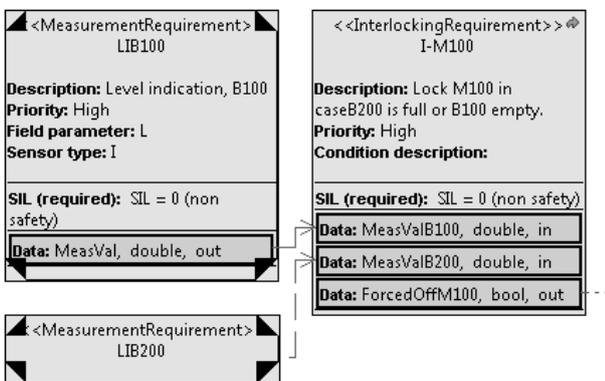 <<MeasurementRequirement>
LIB100
Description: Level indication, B100
Priority: High
Field parameter: L
Sensor type: I
SIL (required): SIL = 0 (non
safety)
Data: MeasVal, double, out
<<InterlockingRequirement>>
I-M100
Description: Lock M100 in
caseB200 is full or B100 empty.
Priority: High
Condition description:
SIL (required): SIL = 0 (non safety)
Data: MeasValB100, double, in
Data: MeasValB200, double, in
Data: ForcedOffM100, bool, out
<<MeasurementRequirement>
LIB200